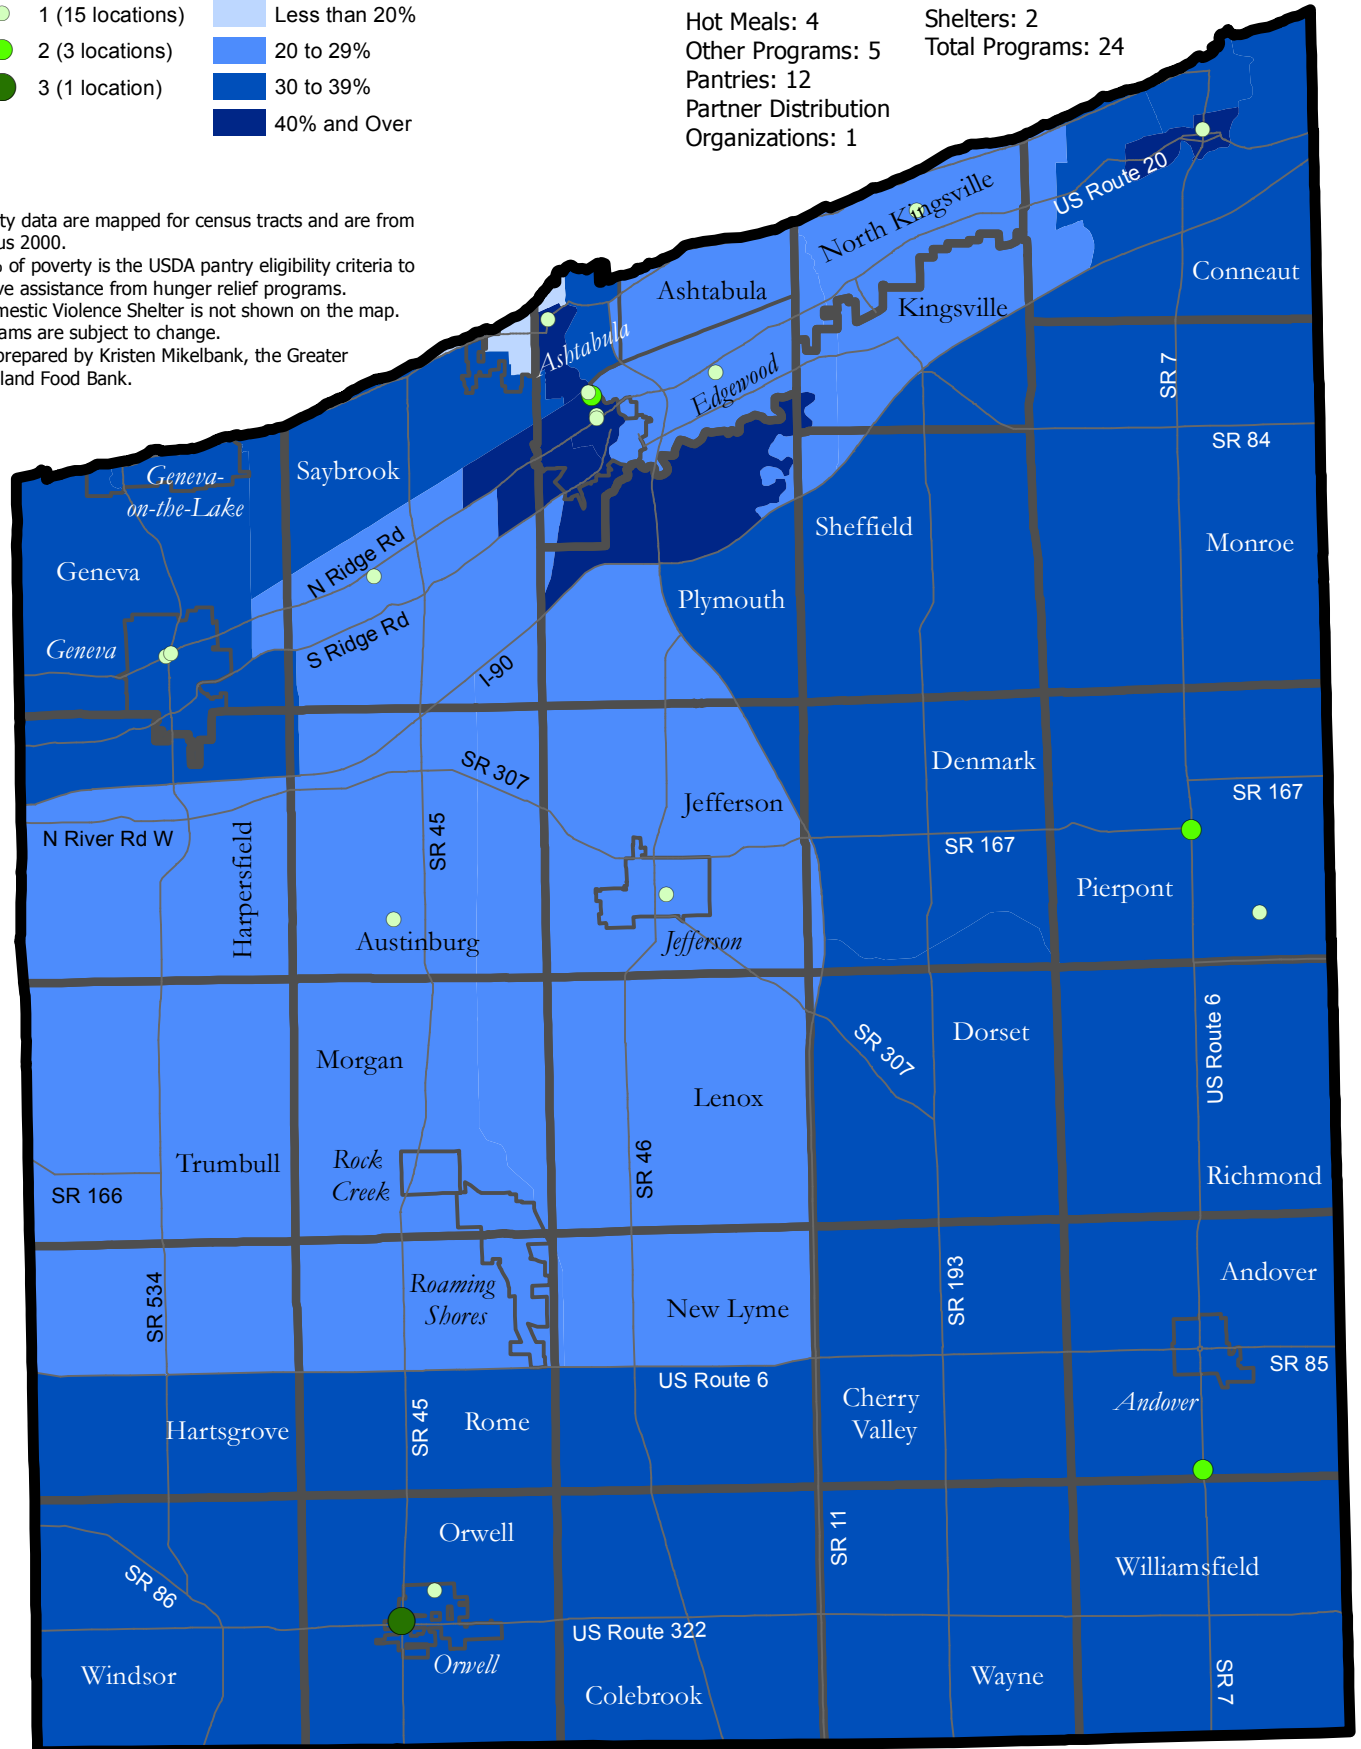 1 (15 locations)
2 (3 locations)
3 (1 location)
Less than 20%
20 to 29%
30 to 39%
40% and Over
Hot Meals: 4
Other Programs: 5
Pantries: 12
Partner Distribution
Organizations: 1
Shelters: 2
Total Programs: 24
ty data are mapped for census tracts and are from
us 2000.
% of poverty is the USDA pantry eligibility criteria to
ve assistance from hunger relief programs.
mestic Violence Shelter is not shown on the map.
ams are subject to change.
prepared by Kristen Mikelbank, the Greater
land Food Bank.
US Route 20
North Kingsville
Conneaut
Ashtabula
Kingsville
Ashtabula
Edgewood
SR 7
SR 84
Saybrook
Geneva-
on-the-Lake
Sheffield
Monroe
Geneva
N Ridge Rd
Plymouth
Geneva
S Ridge Rd
I-90
SR 307
Denmark
SR 167
Jefferson
N River Rd W
SR 45
SR 167
Harpersfield
Pierpont
Austinburg
Jefferson
Dorset
SR 307
US Route 6
Morgan
Lenox
Trumbull
Rock
Creek
SR 46
Richmond
SR 166
Andover
Roaming
Shores
SR 534
New Lyme
SR 193
SR 85
US Route 6
Cherry
Valley
Andover
Hartsgrove
SR 45
Rome
Orwell
SR 11
Williamsfield
SR 86
US Route 322
Orwell
Windsor
Colebrook
Wayne
SR 7